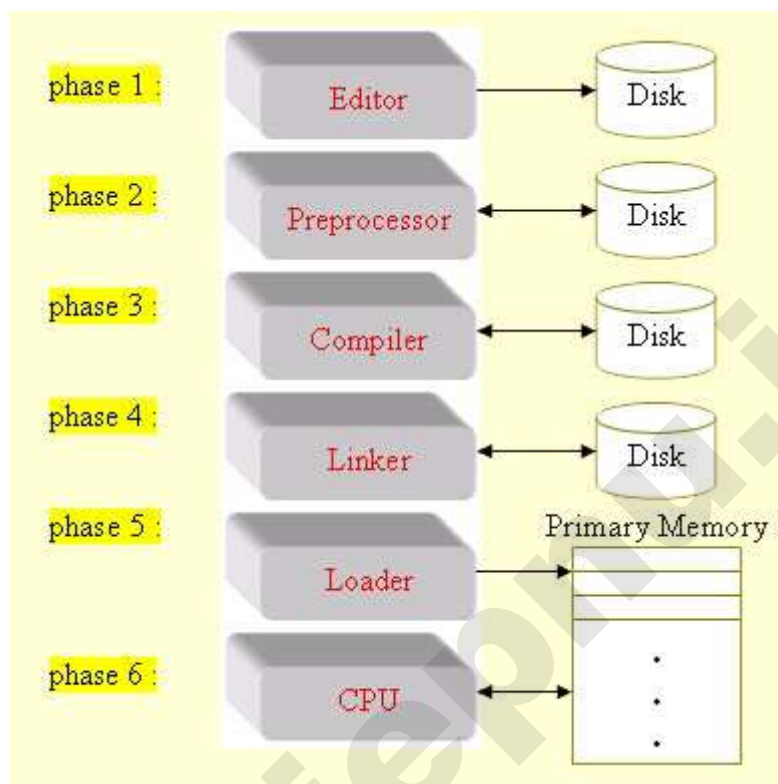 phase 1 :
Editor
Disk
phase 2 :
Preprocessor
Disk
phase 3 :
Compiler
Disk
phase 4 :
Linker
Disk
phase 5 :
Primary Memory
Loader
phase 6 :
CPU